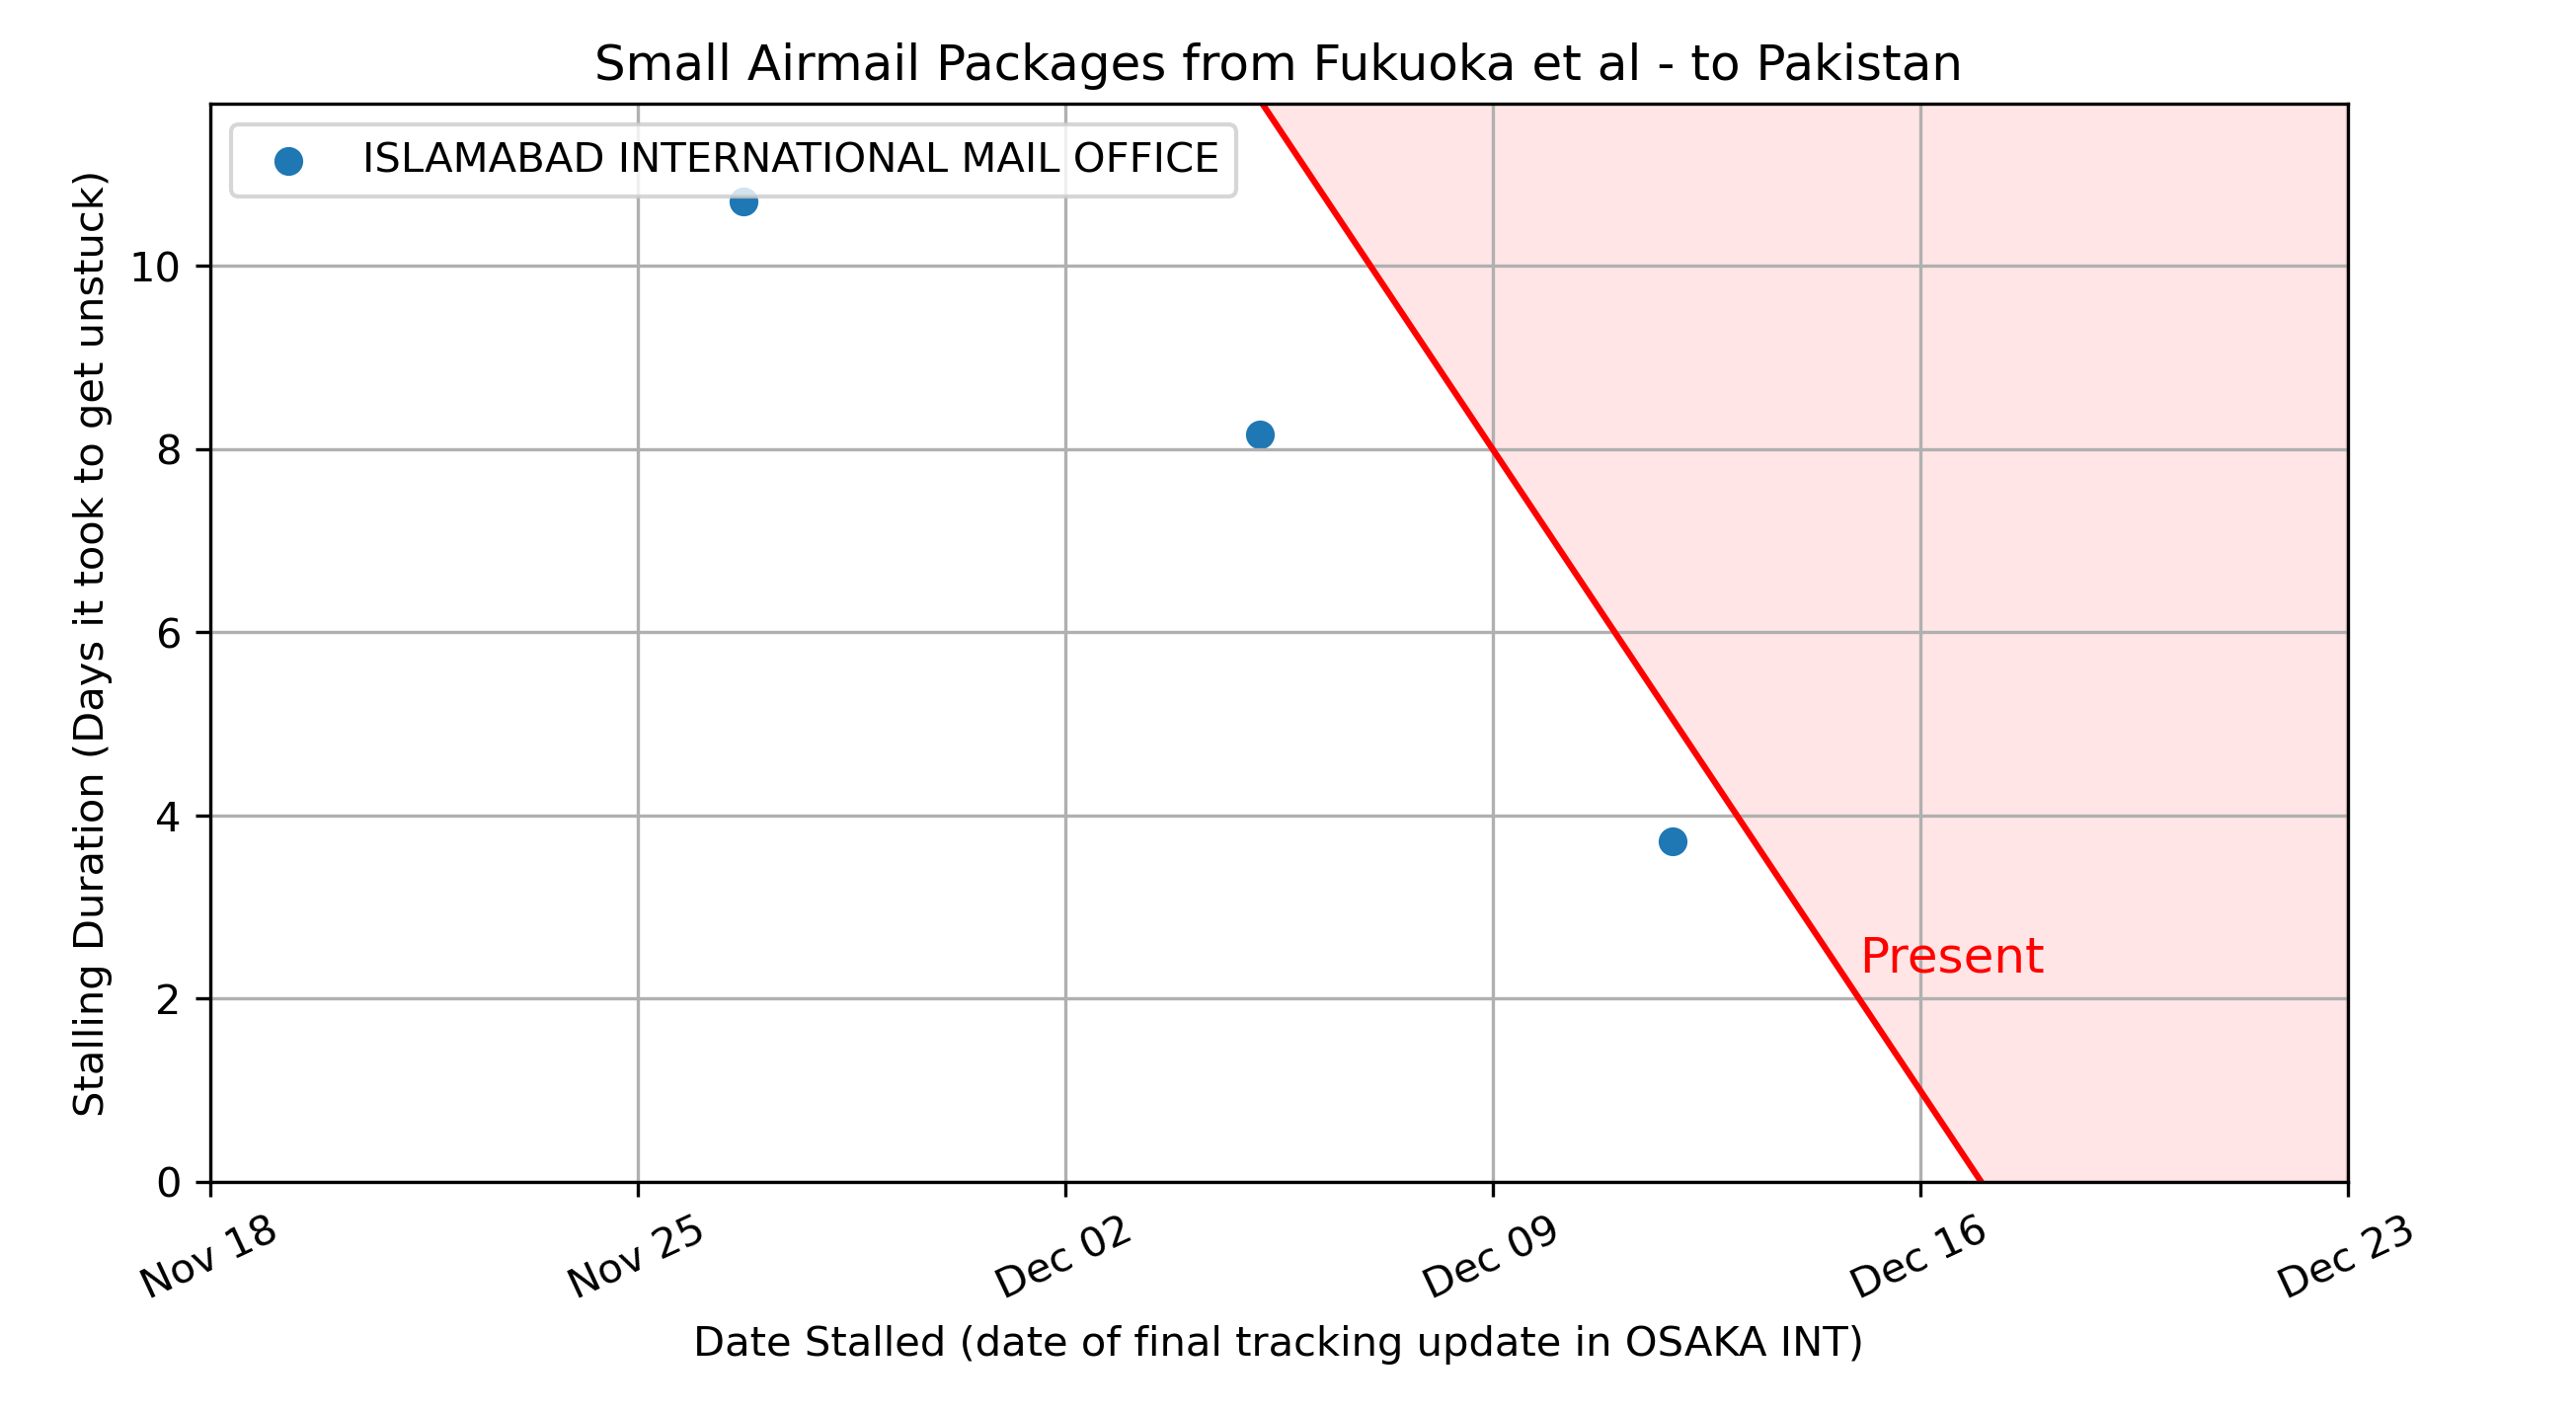 Small Airmail Packages from Fukuoka et al - to Pakistan
ISLAMABAD INTERNATIONAL MAIL OFFICE
Stalling Duration (Days it took to get unstuck)
10
8
6
4
2
0
Present
Nov 18
Nov 25
Dec 02
Dec 09
Dec 16
Dec 23
Date Stalled (date of final tracking update in OSAKA INT)